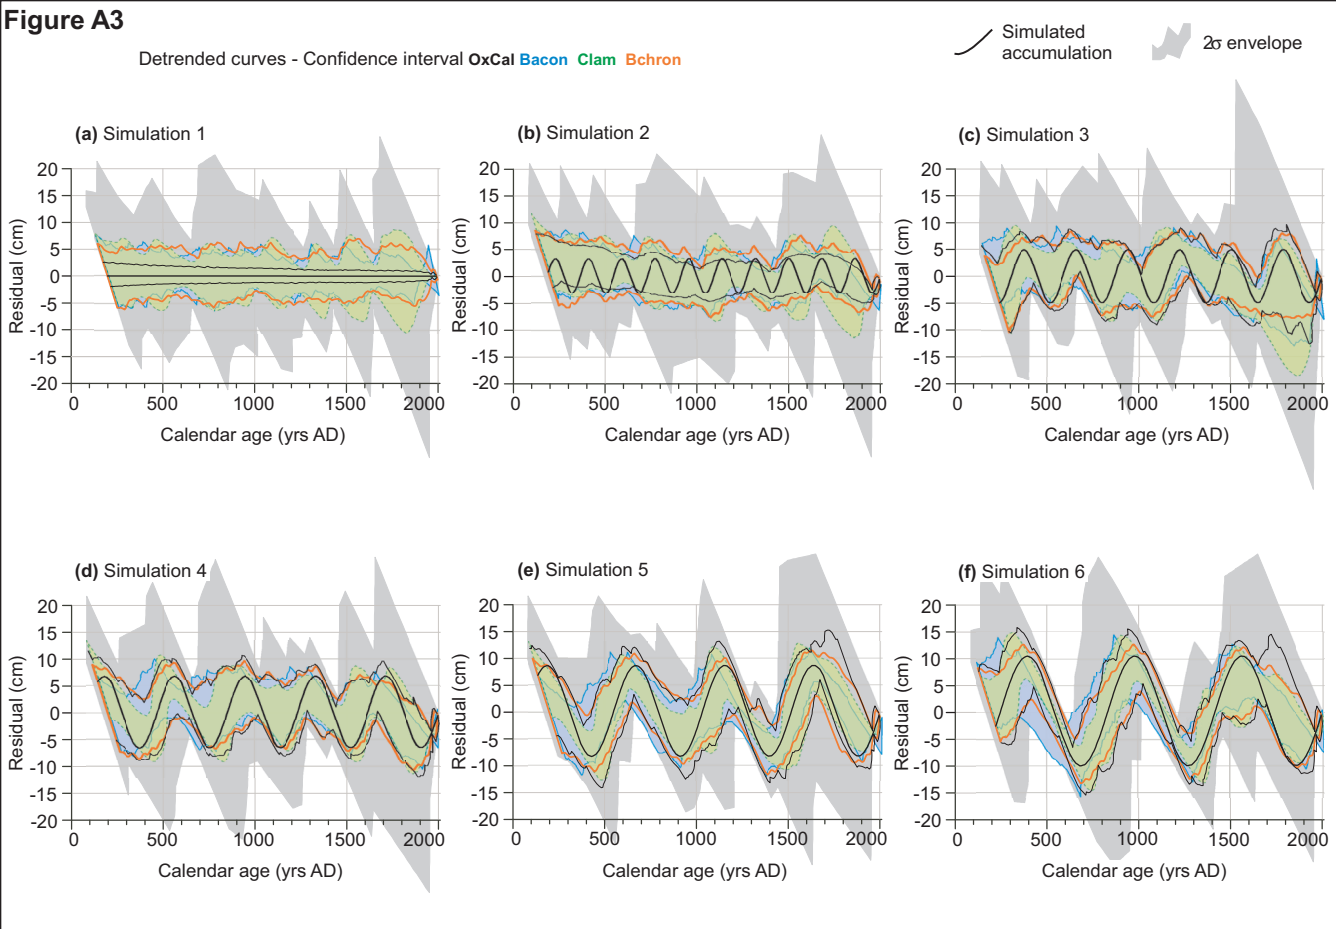 Figure A3
Detrended curves - Confidence interval OxCal Bacon Clam Bchron
Simulated
accumulation
2σ envelope
(a) Simulation 1
(b) Simulation 2
(c) Simulation 3
20
15
10
5
0
-5
-10
-15
-20
Residual (cm)
0 500 1000 1500 2000
Calendar age (yrs AD)
20
15
10
5
0
-5
-10
-15
-20
Residual (cm)
0 500 1000 1500 2000
Calendar age (yrs AD)
20
15
10
5
0
-5
-10
-15
-20
Residual (cm)
0 500 1000 1500 2000
Calendar age (yrs AD)
(d) Simulation 4
(e) Simulation 5
(f) Simulation 6
20
15
10
5
0
-5
-10
-15
-20
Residual (cm)
0 500 1000 1500 2000
Calendar age (yrs AD)
20
15
10
5
0
-5
-10
-15
-20
Residual (cm)
0 500 1000 1500 2000
Calendar age (yrs AD)
20
15
10
5
0
-5
-10
-15
-20
Residual (cm)
0 500 1000 1500 2000
Calendar age (yrs AD)